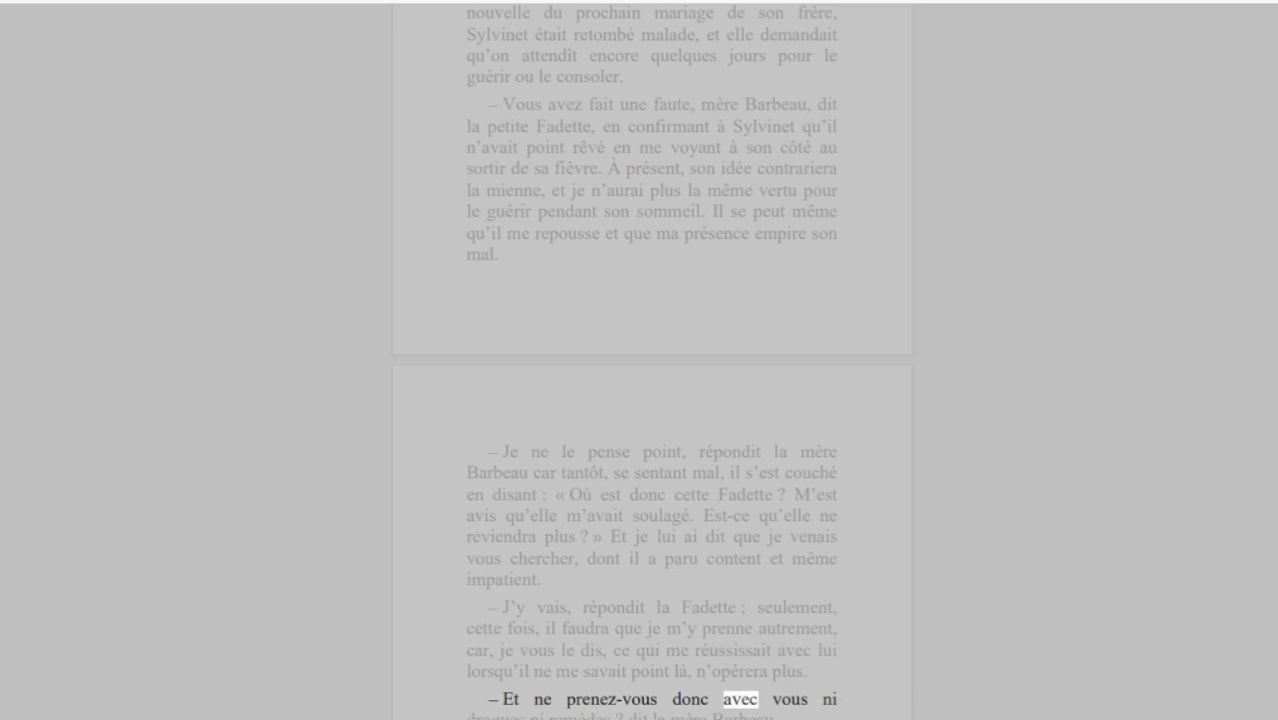 nouvelle du prochain mariage de son frère,
Sylvinet était retombé malade, et elle demandait
qu’on attendît encore quelques jours pour le
guérir ou le consoler.
– Vous avez fait une faute, mère Barbeau, dit
la petite Fadette, en confirmant à Sylvinet qu’il
n’avait point rêvé en me voyant à son côté au
sortir de sa fièvre. À présent, son idée contrariera
la mienne, et je n’aurai plus la même vertu pour
le guérir pendant son sommeil. Il se peut même
qu’il me repousse et que ma présence empire son
mal.
– Je ne le pense point, répondit la mère
Barbeau car tantôt, se sentant mal, il s’est couché
en disant : « Où est donc cette Fadette ? M’est
avis qu’elle m’avait soulagé. Est-ce qu’elle ne
reviendra plus ? » Et je lui ai dit que je venais
vous chercher, dont il a paru content et même
impatient.
– J’y vais, répondit la Fadette ; seulement,
cette fois, il faudra que je m’y prenne autrement,
car, je vous le dis, ce qui me réussissait avec lui
lorsqu’il ne me savait point là, n’opérera plus.
– Et ne prenez-vous donc avec vous ni
drogues ni remèdes ? dit la mère Barbeau.